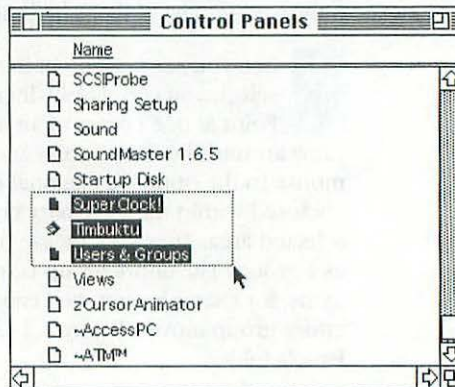 Control Panels
Name
SCSIProbe
Sharing Setup
Sound
SoundMaster 1.6.5
Startup Disk
SuperClock!
Timbuktu
Users & Groups
Views
zCursorAnimator
~AccessPC
~ATM™